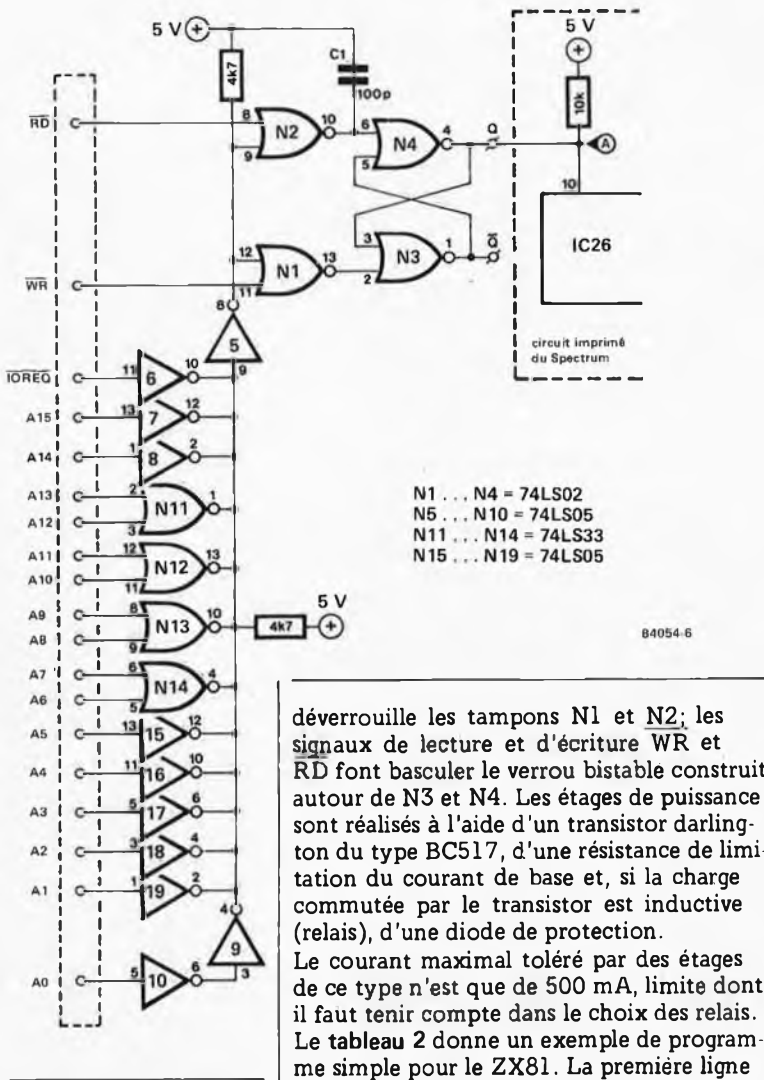 5 V
5 V
4k7
C1
100p
10k
RD
8
9
N2
10
6
5
N4
4
Q
A
10
12
11
N1
13
3
2
N3
1
Q
IC26
WR
8
5
9
circuit imprimé
du Spectrum
IOREQ
11
6
10
A15
13
7
12
A14
1
8
2
A13
2
N11
1
A12
3
N1 . . . N4 = 74LS02
N5 . . . N10 = 74LS05
N11 . . . N14 = 74LS33
N15 . . . N19 = 74LS05
A11
12
N12
13
A10
11
A9
8
N13
10
4k7
5 V
A8
9
84054-6
A7
6
N14
4
A6
5
A5
13
15
12
A4
11
16
10
A3
5
17
6
A2
3
18
4
A1
1
19
2
4
9
3
A0
5
10
6
déverrouille les tampons N1 et N2; les
signaux de lecture et d'écriture WR et
RD font basculer le verrou bistable construit
autour de N3 et N4. Les étages de puissance
sont réalisés à l'aide d'un transistor darling-
ton du type BC517, d'une résistance de limi-
tation du courant de base et, si la charge
commutée par le transistor est inductive
(relais), d'une diode de protection.
Le courant maximal toléré par des étages
de ce type n'est que de 500 mA, limite dont
il faut tenir compte dans le choix des relais.
Le tableau 2 donne un exemple de program-
me simple pour le ZX81. La première ligne